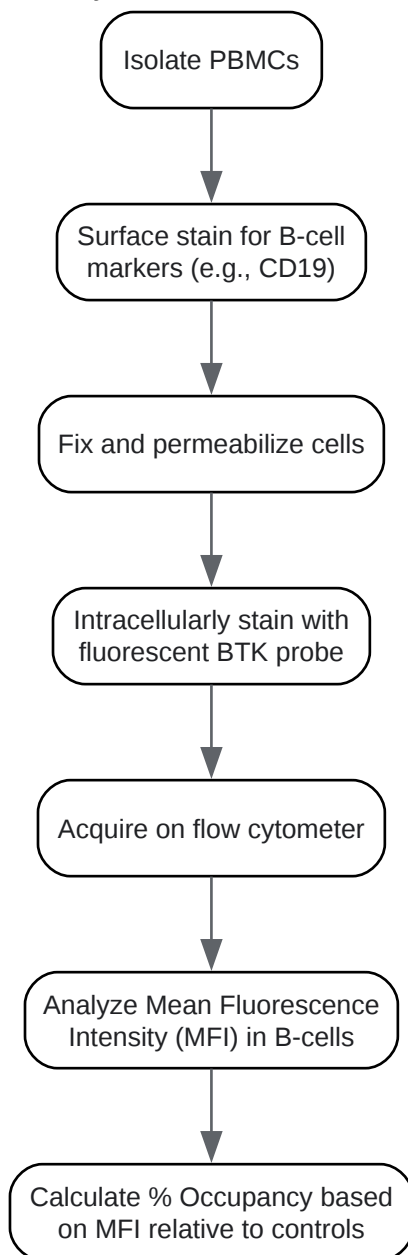 Isolate PBMCs
Surface stain for B-cell
markers (e.g., CD19)
Fix and permeabilize cells
Intracellularly stain with
fluorescent BTK probe
Acquire on flow cytometer
Analyze Mean Fluorescence
Intensity (MFI) in B-cells
Calculate % Occupancy based
on MFI relative to controls